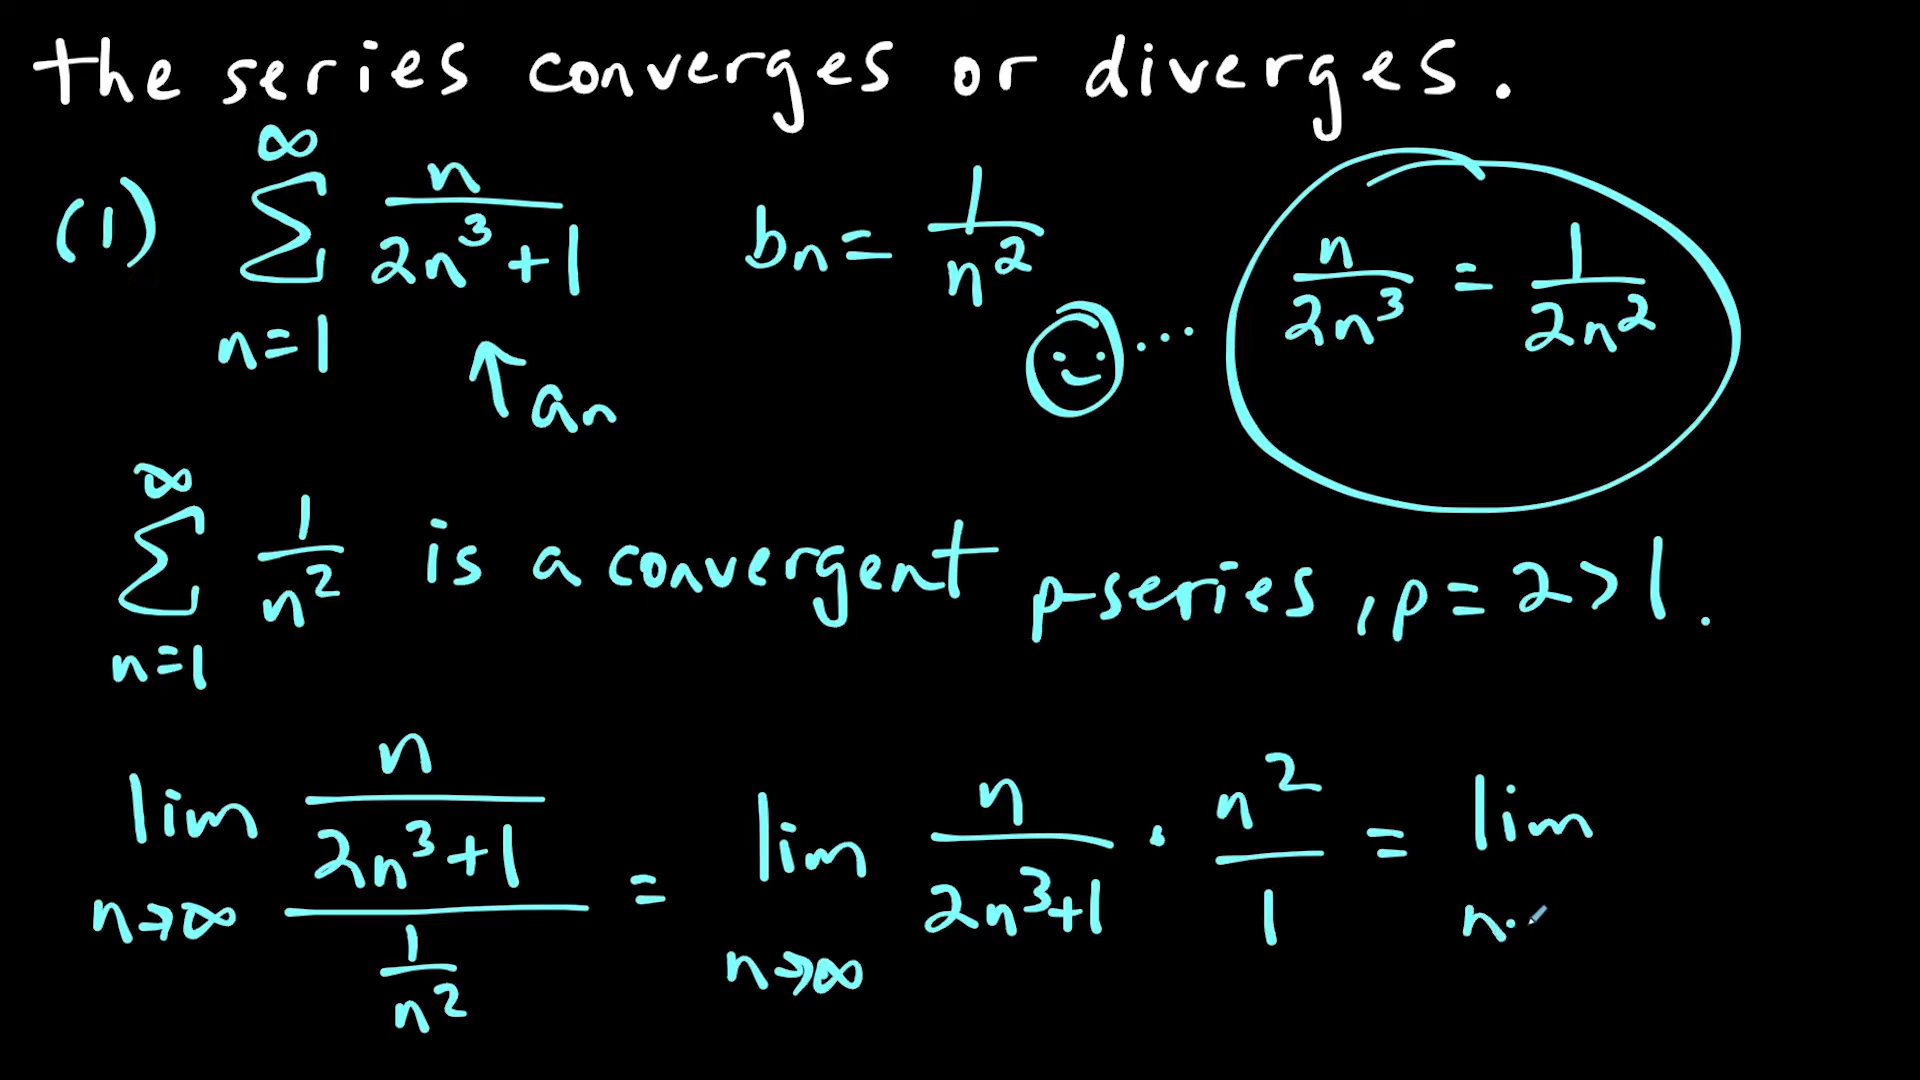 the series converges or diverges.
(1) ∞ Σ n=1 n/(2n³+1) bn = 1/n² n/2n³ = 1/2n²
↑ an
∞ Σ n=1 1/n² is a convergent p-series, p=2>1.
lim n→∞ (n/(2n³+1))/(1/n²) = lim n→∞ n/(2n³+1) · n²/1 = lim n